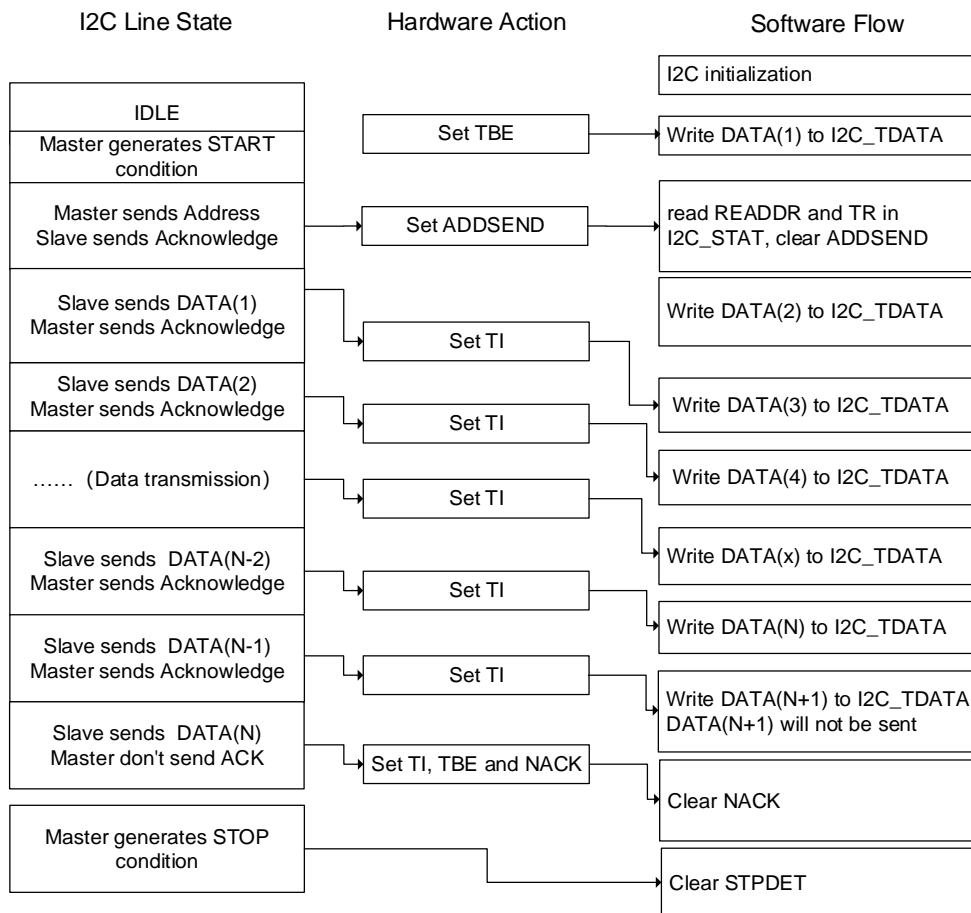 I2C Line State
Hardware Action
Software Flow
I2C initialization
IDLE
Set TBE
Write DATA(1) to I2C_TDATA
Master generates START
condition
Master sends Address
Slave sends Acknowledge
Set ADDSEND
read READDR and TR in
I2C_STAT, clear ADDSEND
Slave sends DATA(1)
Master sends Acknowledge
Write DATA(2) to I2C_TDATA
Set TI
Slave sends DATA(2)
Master sends Acknowledge
Write DATA(3) to I2C_TDATA
Set TI
…… (Data transmission)
Write DATA(4) to I2C_TDATA
Set TI
Write DATA(x) to I2C_TDATA
Slave sends DATA(N-2)
Master sends Acknowledge
Set TI
Write DATA(N) to I2C_TDATA
Slave sends DATA(N-1)
Master sends Acknowledge
Set TI
Write DATA(N+1) to I2C_TDATA
DATA(N+1) will not be sent
Slave sends DATA(N)
Master don't send ACK
Set TI, TBE and NACK
Clear NACK
Master generates STOP
condition
Clear STPDET